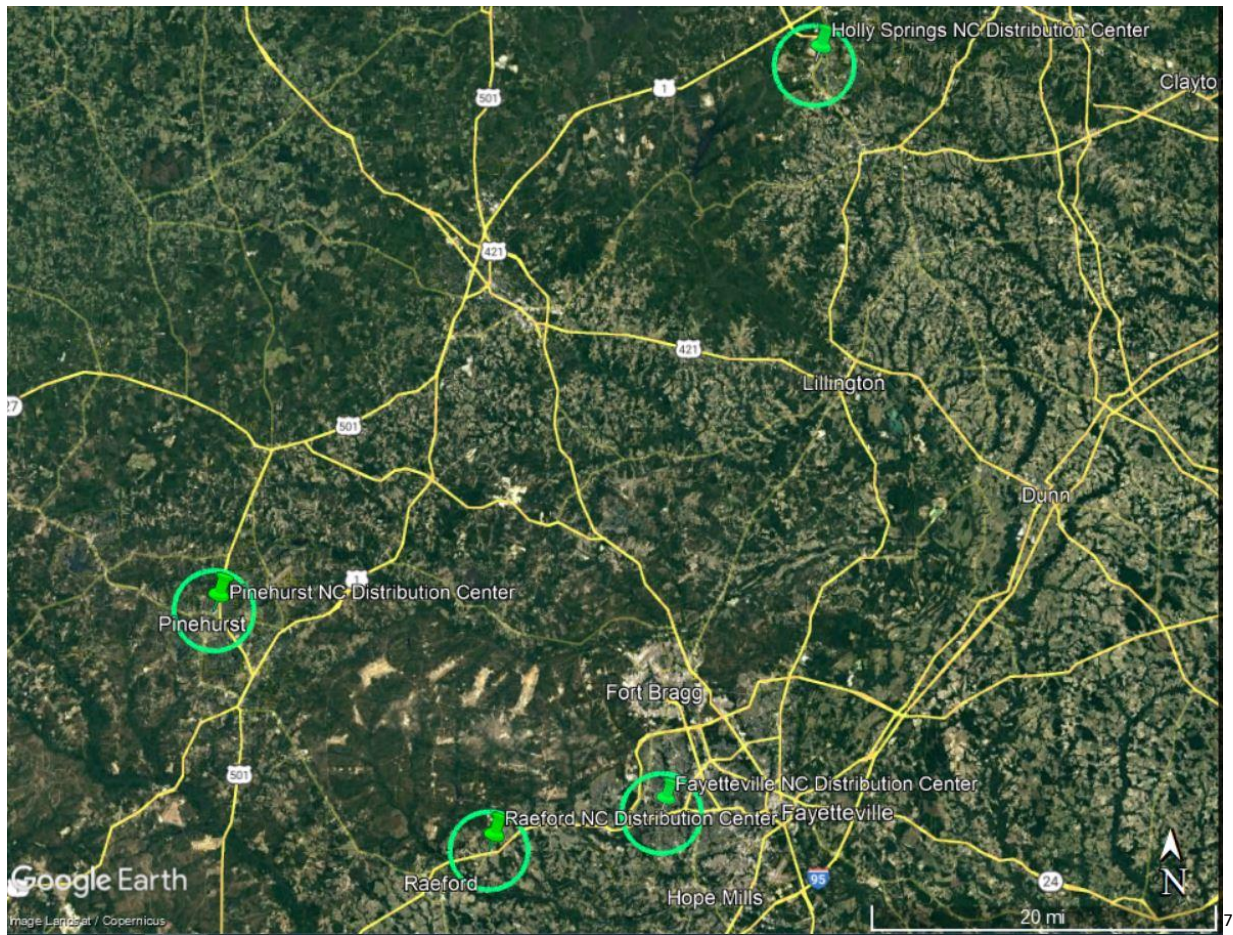 Holly Springs NC Distribution Center
1
501
Clayto
421
421
Lillington
27
501
Dunn
1
Pinehurst NC Distribution Center
Pinehurst
Fort Bragg
501
Fayetteville NC Distribution Center
Raeford NC Distribution Center
Fayetteville
Raeford
95
24
Hope Mills
N
Google Earth
20 mi
7
mage Landsat / Copernicus